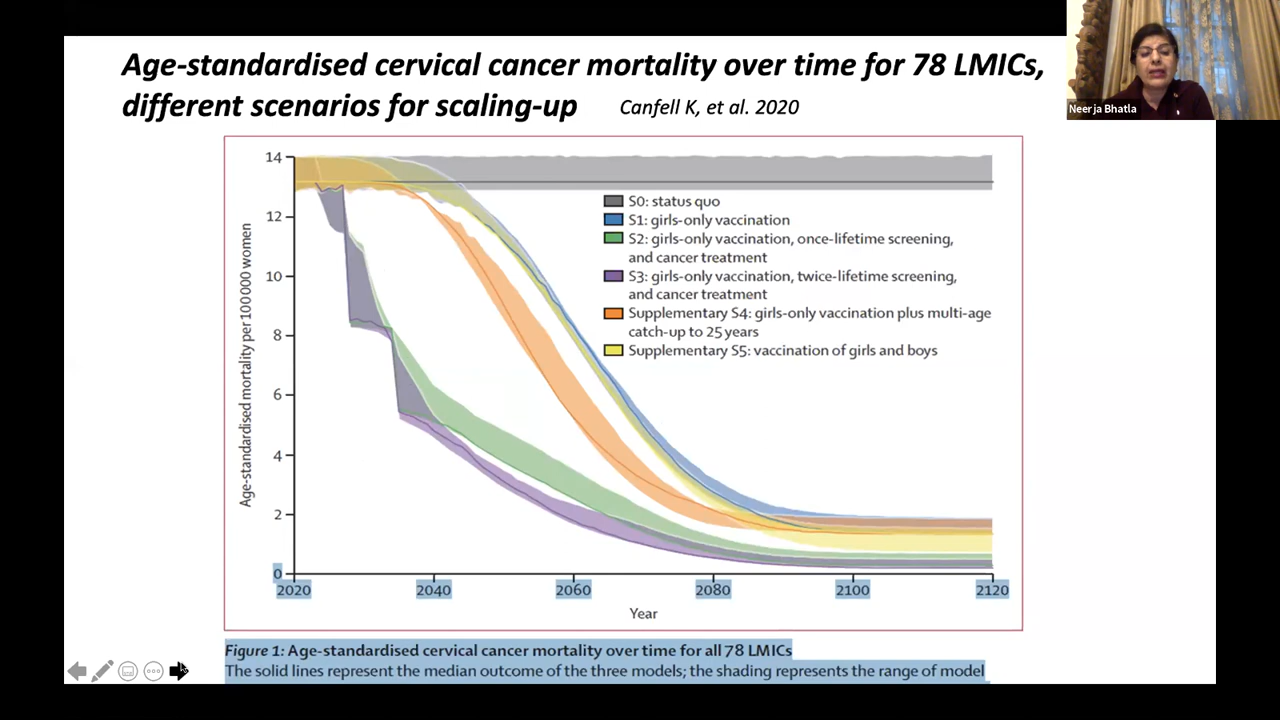 Age-standardised cervical cancer mortality over time for 78 LMICs,
different scenarios for scaling-up Canfell K, et al. 2020
Neerja Bhatla
Age-standardised mortality per 100 000 women
14
12
10
8
6
4
2
0
S0: status quo
S1: girls-only vaccination
S2: girls-only vaccination, once-lifetime screening,
and cancer treatment
S3: girls-only vaccination, twice-lifetime screening,
and cancer treatment
Supplementary S4: girls-only vaccination plus multi-age
catch-up to 25 years
Supplementary S5: vaccination of girls and boys
2020 2040 2060 2080 2100 2120
Year
Figure 1: Age-standardised cervical cancer mortality over time for all 78 LMICs
The solid lines represent the median outcome of the three models; the shading represents the range of model